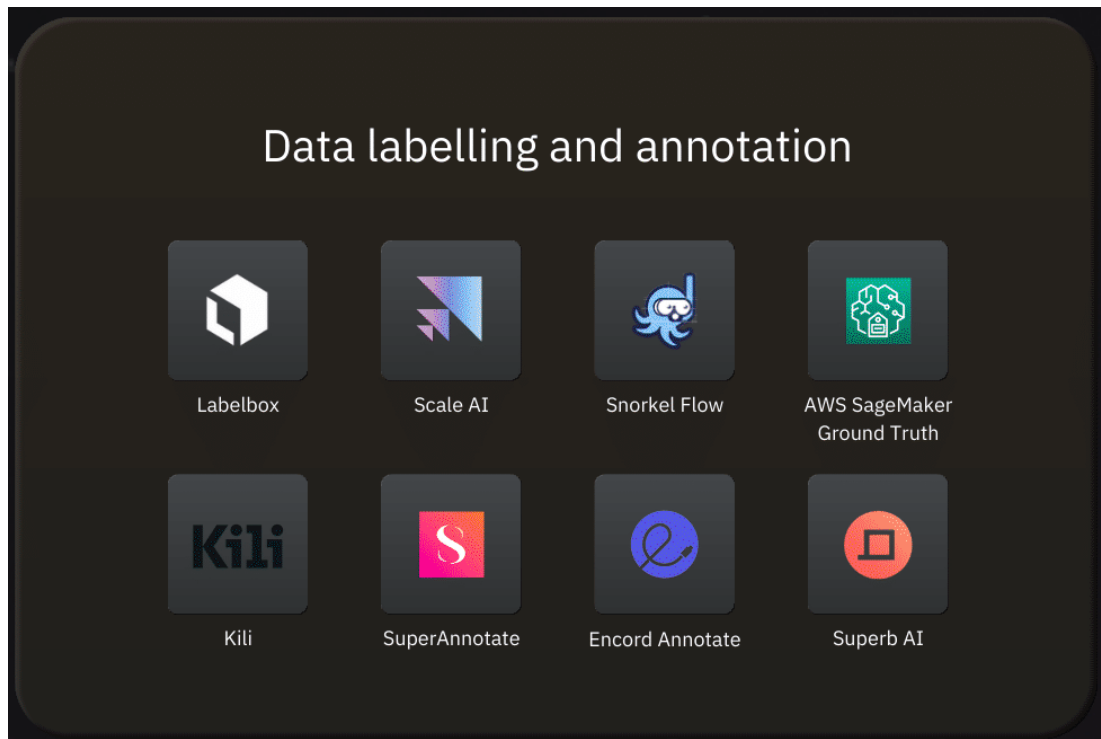 Data labelling and annotation
Labelbox
Scale AI
Snorkel Flow
AWS SageMaker
Ground Truth
Kili
S
Kili
SuperAnnotate
Encord Annotate
Superb AI